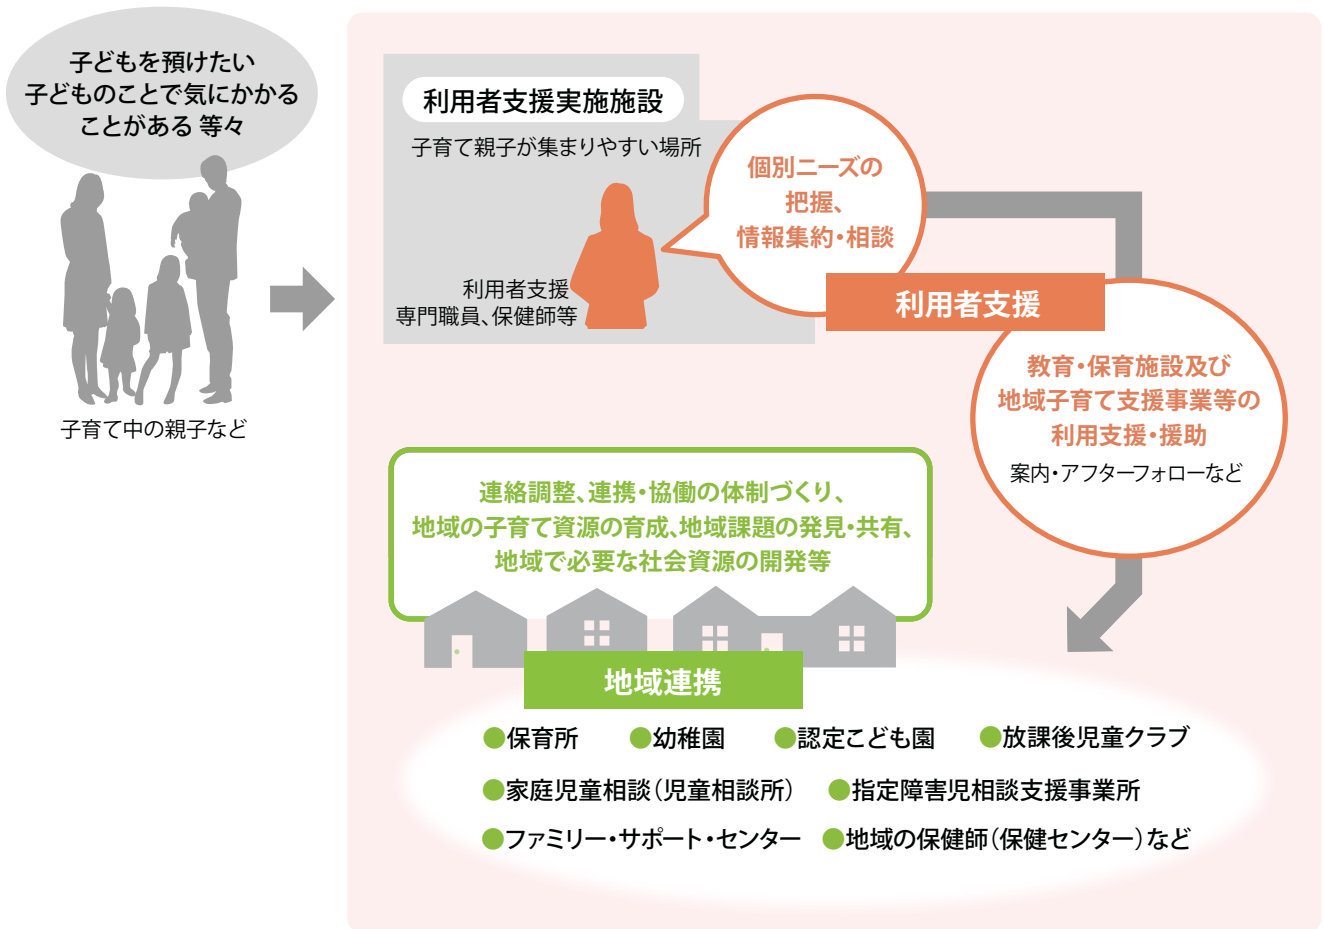 子どもを預けたい
子どものことで気にかかる
ことがある 等々
子育て中の親子など
利用者支援実施施設
子育て親子が集まりやすい場所
利用者支援
専門職員、保健師等
個別ニーズの
把握、
情報集約・相談
利用者支援
教育・保育施設及び
地域子育て支援事業等の
利用支援・援助
案内・アフターフォローなど
連絡調整、連携・協働の体制づくり、
地域の子育て資源の育成、地域課題の発見・共有、
地域で必要な社会資源の開発等
地域連携
●保育所 ●幼稚園 ●認定こども園 ●放課後児童クラブ
●家庭児童相談（児童相談所） ●指定障害児相談支援事業所
●ファミリー・サポート・センター ●地域の保健師（保健センター）など